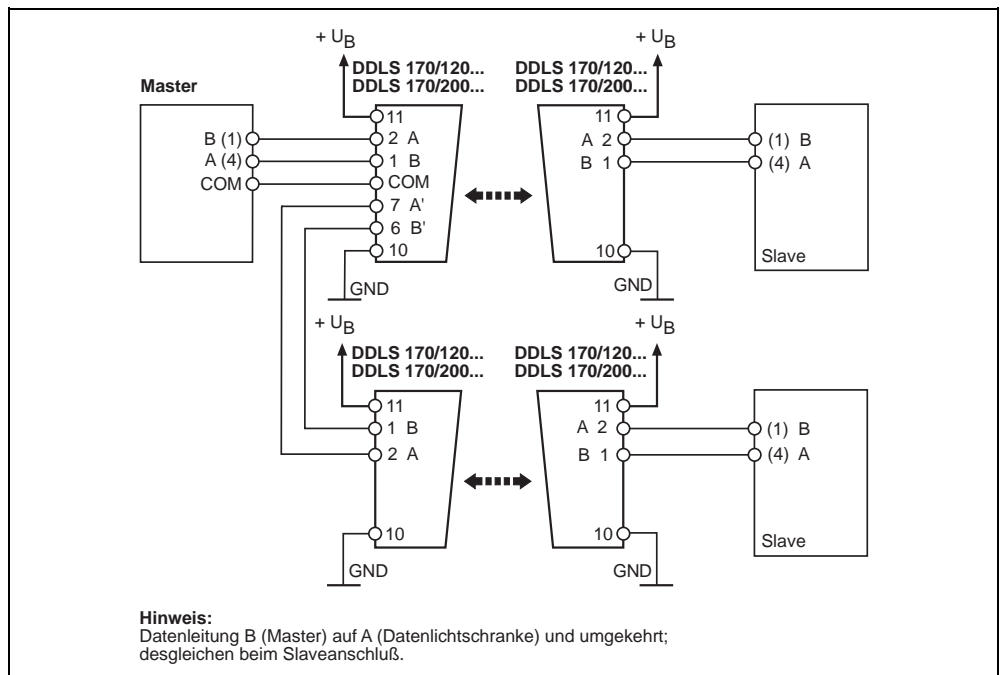 + UB
+ UB
DDLS 170/120...
DDLS 170/200...
DDLS 170/120...
DDLS 170/200...
Master
11
11
B (1)
2 A
A 2
(1) B
A (4)
1 B
B 1
(4) A
COM
COM
7 A'
6 B'
10
10
Slave
GND
GND
+ UB
+ UB
DDLS 170/120...
DDLS 170/200...
DDLS 170/120...
DDLS 170/200...
11
11
1 B
A 2
(1) B
2 A
B 1
(4) A
10
10
Slave
GND
GND
Hinweis:
Datenleitung B (Master) auf A (Datenlichtschranke) und umgekehrt;
desgleichen beim Slaveanschluß.